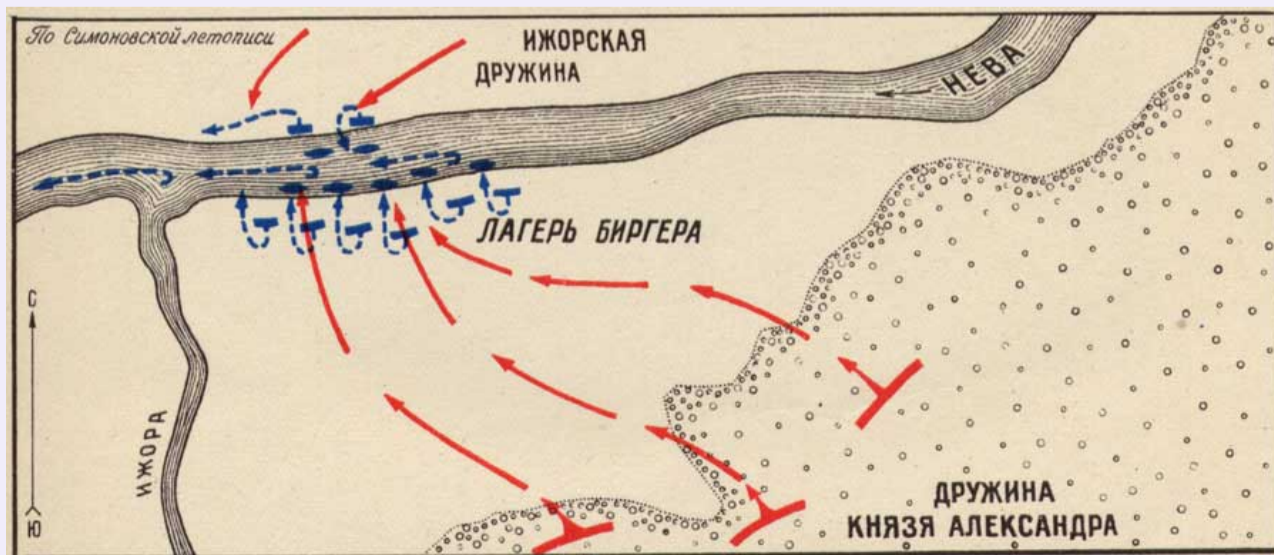 По Симоновской летописи
ИЖОРСКАЯ
ДРУЖИНА
НЕВА
ЛАГЕРЬ БИРГЕРА
С
Ю
ИЖОРА
ДРУЖИНА
КНЯЗЯ АЛЕКСАНДРА